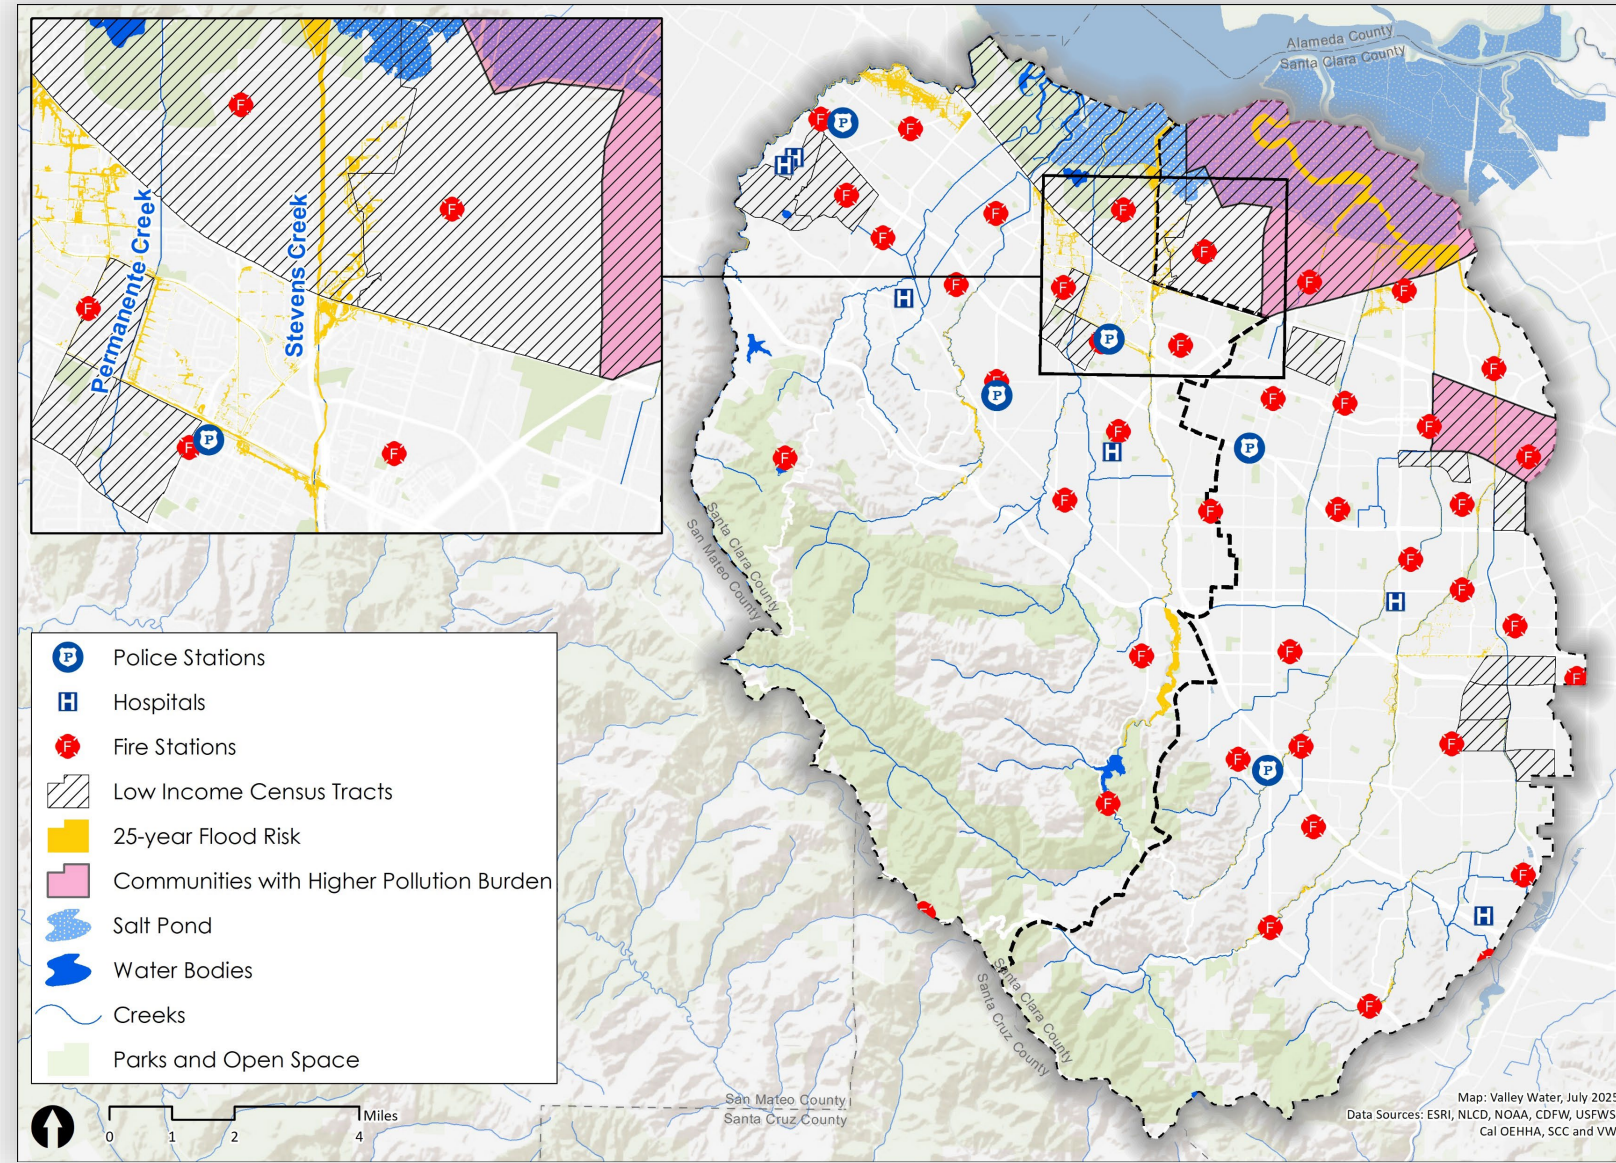 Alameda County
Santa Clara County
Permanente Creek
Stevens Creek
Santa Clara County
San Mateo County
Police Stations
Hospitals
Fire Stations
Low Income Census Tracts
25-year Flood Risk
Communities with Higher Pollution Burden
Salt Pond
Water Bodies
Creeks
Parks and Open Space
Santa Clara County
Santa Cruz County
San Mateo County
Santa Cruz County
Miles
0 1 2 4
Map: Valley Water, July 2025
Data Sources: ESRI, NLCD, NOAA, CDFW, USFWS,
Cal OEHHA, SCC and VW